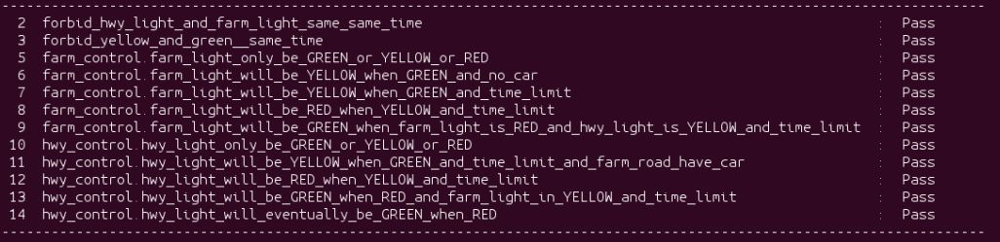 2 forbid_hwy_light_and_farm_light_same_same_time : Pass
3 forbid_yellow_and_green__same_time : Pass
5 farm_control.farm_light_only_be_GREEN_or_YELLOW_or_RED : Pass
6 farm_control.farm_light_will_be_YELLOW_when_GREEN_and_no_car : Pass
7 farm_control.farm_light_will_be_YELLOW_when_GREEN_and_time_limit : Pass
8 farm_control.farm_light_will_be_RED_when_YELLOW_and_time_limit : Pass
9 farm_control.farm_light_will_be_GREEN_when_farm_light_is_RED_and_hwy_light_is_YELLOW_and_time_limit : Pass
10 hwy_control.hwy_light_only_be_GREEN_or_YELLOW_or_RED : Pass
11 hwy_control.hwy_light_will_be_YELLOW_when_GREEN_and_time_limit_and_farm_road_have_car : Pass
12 hwy_control.hwy_light_will_be_RED_when_YELLOW_and_time_limit : Pass
13 hwy_control.hwy_light_will_be_GREEN_when_RED_and_farm_light_in_YELLOW_and_time_limit : Pass
14 hwy_control.hwy_light_will_eventually_be_GREEN_when_RED : Pass